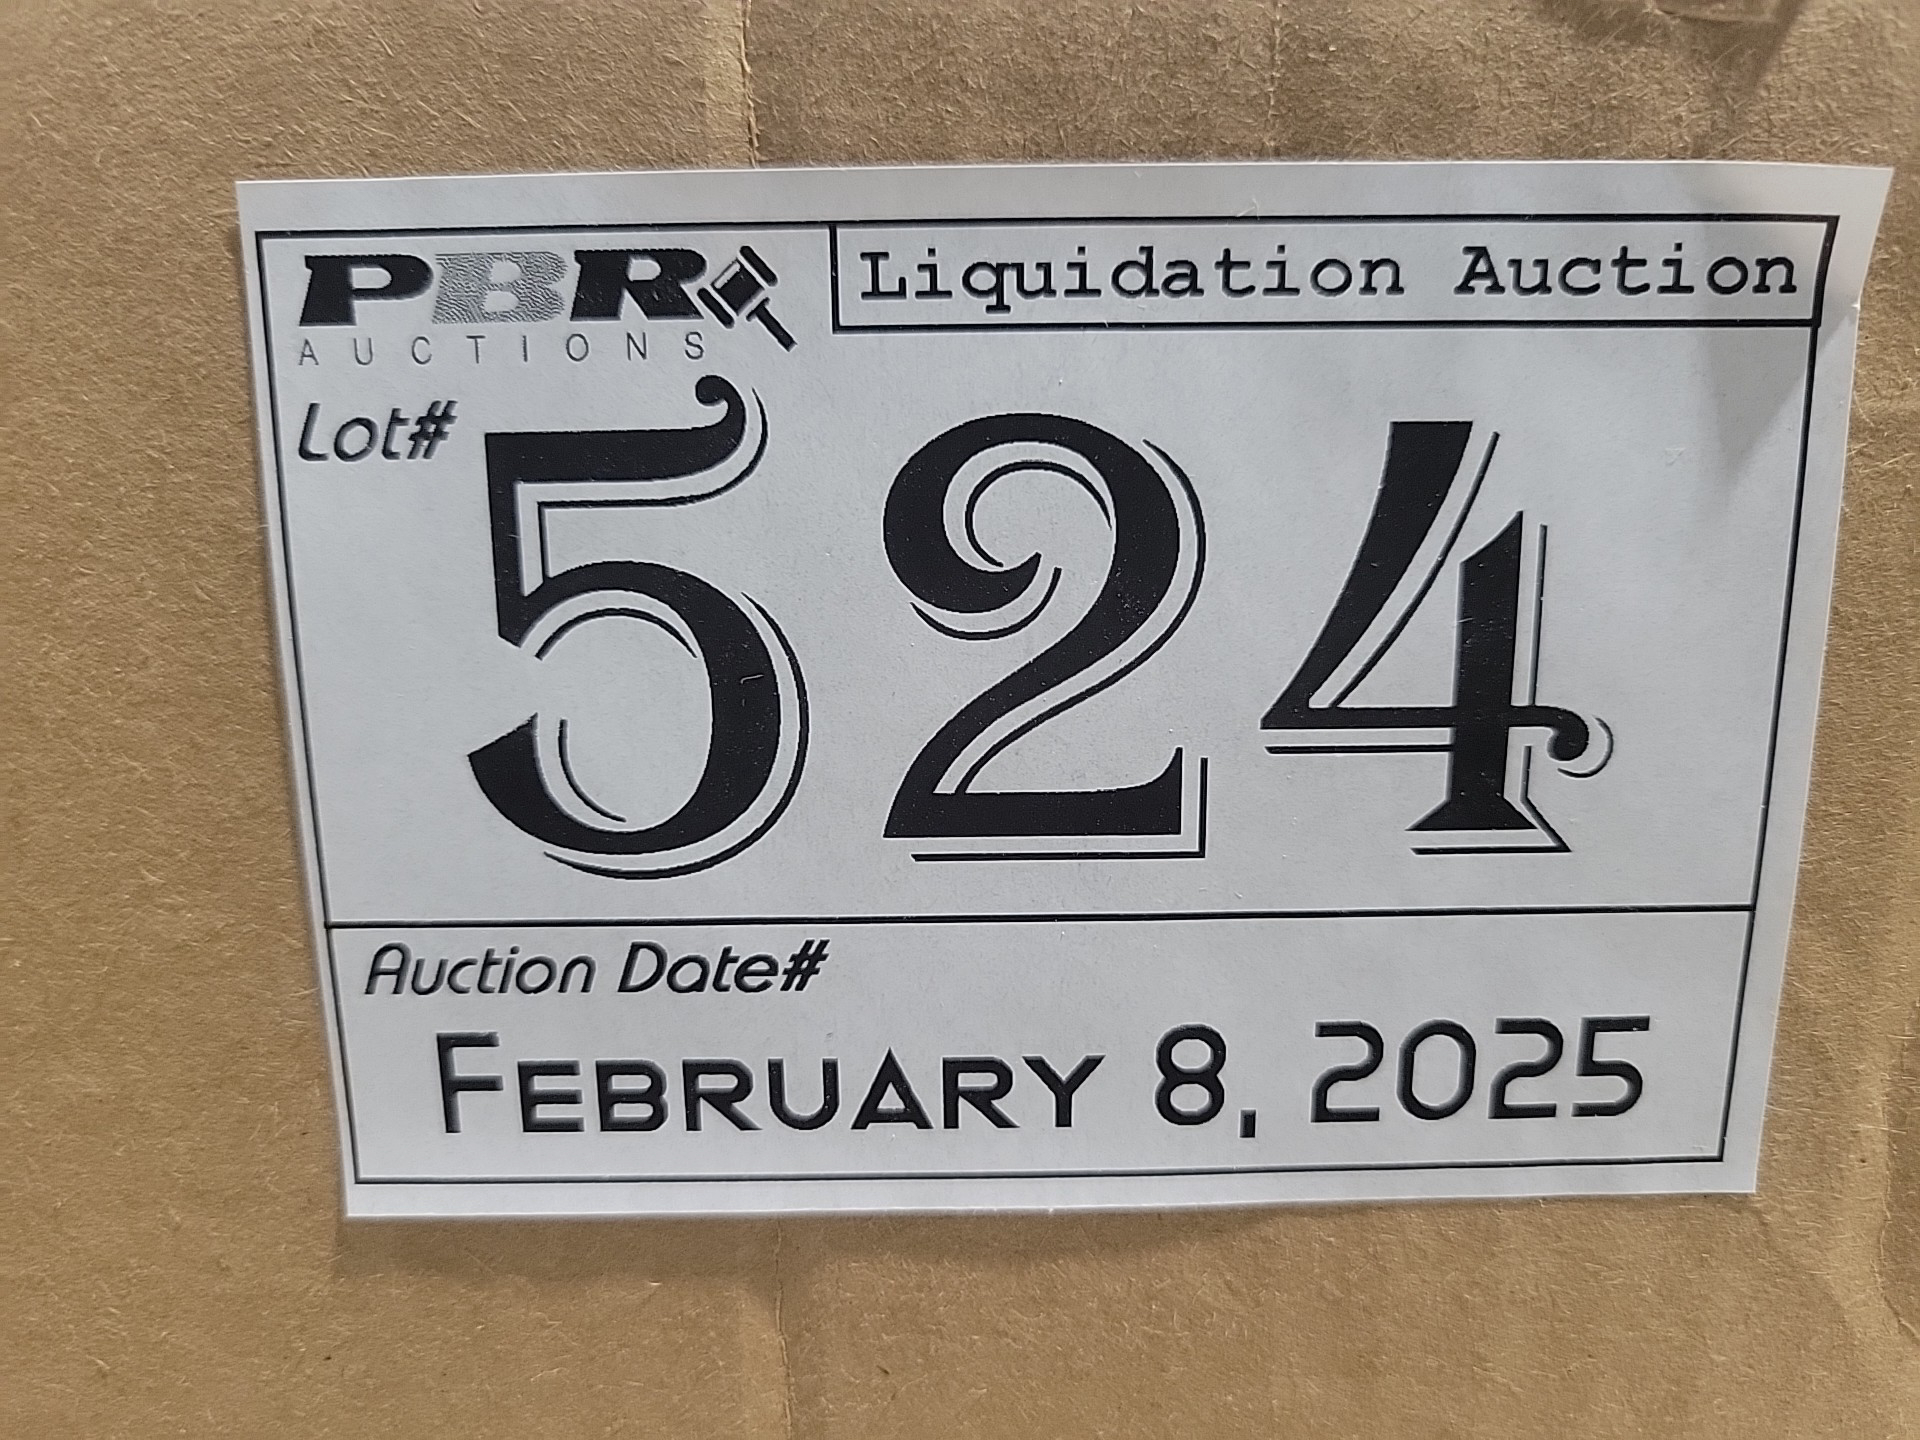 PBR
AUCTIONS
Liquidation Auction
Lot#
524
Auction Date#
FEBRUARY 8, 2025